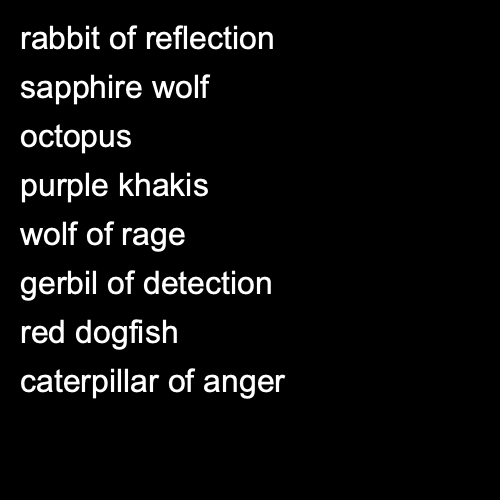 rabbit of reflection
sapphire wolf
octopus
purple khakis
wolf of rage
gerbil of detection
red dogfish
caterpillar of anger